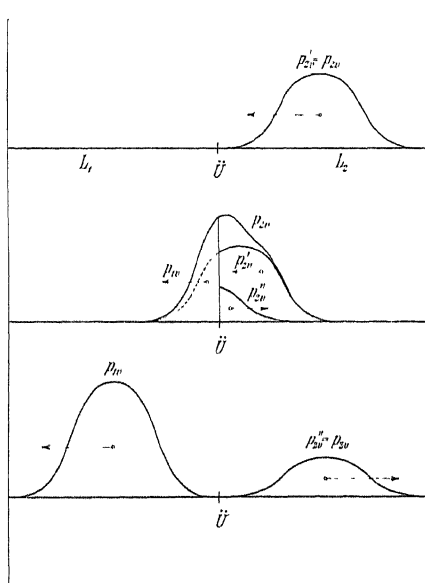 p'₂ᵥ = p₂ᵥ
L₁ Ü L₂
p₂ᵥ
p₁ᵥ p'₂ᵥ
p''₂ᵥ
Ü
p₁ᵥ
p''₂ᵥ = p₂ᵥ
Ü